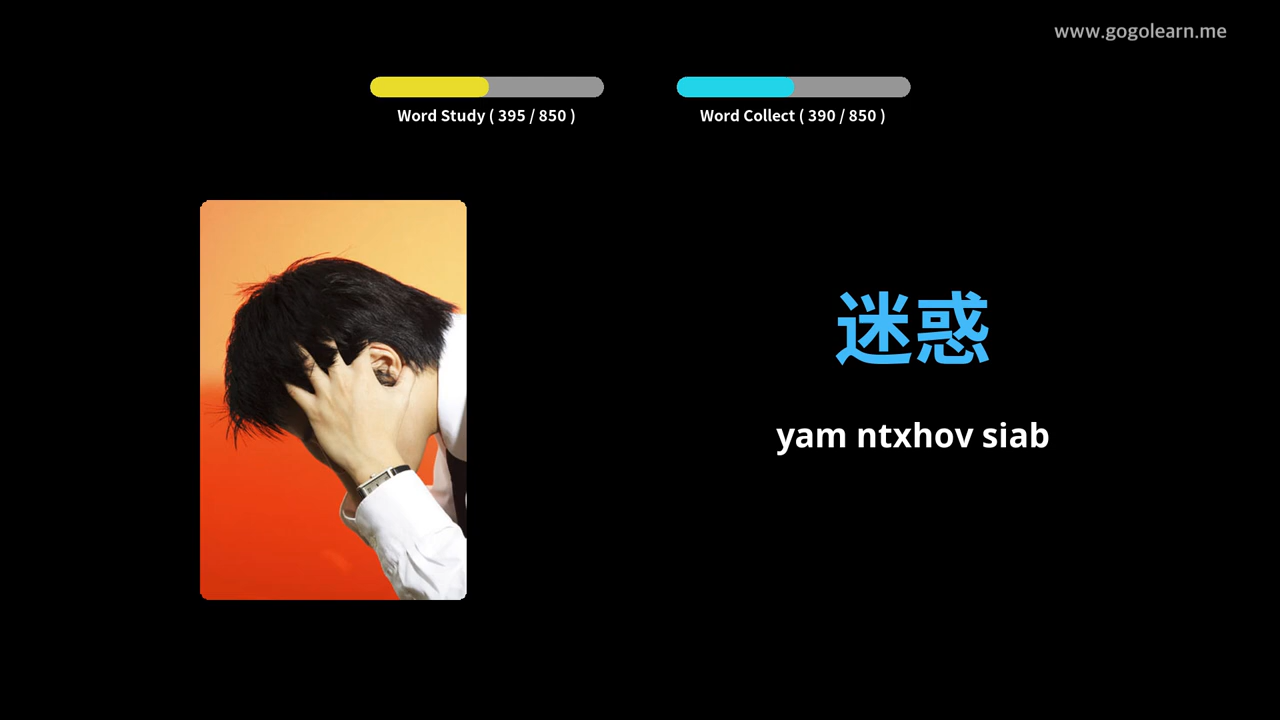 www.gogolearn.me
Word Study ( 395 / 850 )
Word Collect ( 390 / 850 )
迷惑
yam ntxhov siab